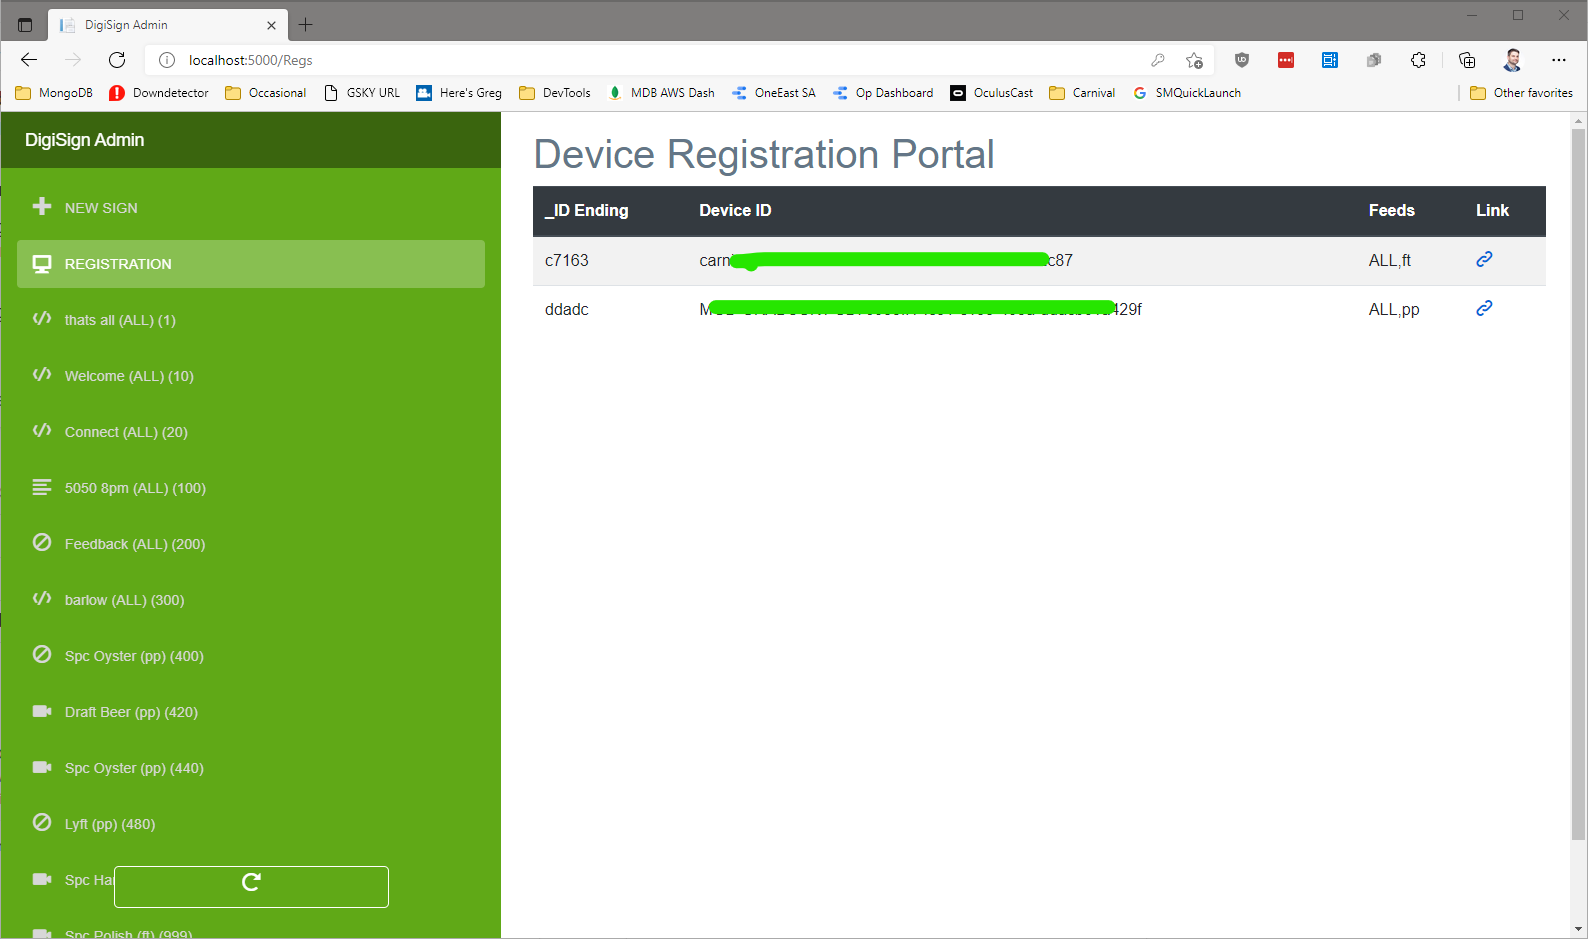 DigiSign Admin
localhost:5000/Regs
MongoDB Downdetector Occasional GSKY URL Here's Greg DevTools MDB AWS Dash OneEast SA Op Dashboard OculusCast Carnival SMQuickLaunch Other favorites
DigiSign Admin
NEW SIGN
REGISTRATION
thats all (ALL) (1)
Welcome (ALL) (10)
Connect (ALL) (20)
5050 8pm (ALL) (100)
Feedback (ALL) (200)
barlow (ALL) (300)
Spc Oyster (pp) (400)
Draft Beer (pp) (420)
Spc Oyster (pp) (440)
Lyft (pp) (480)
Spc
Spc Polish (ft) (999)
Device Registration Portal
_ID Ending Device ID Feeds Link
c7163 carn c87 ALL,ft
ddadc 429f ALL,pp